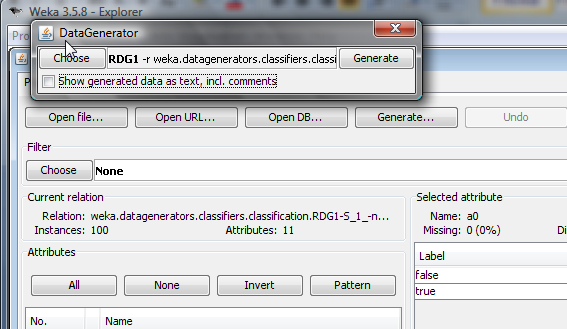 Weka 3.5.8 - Explorer
DataGenerator
Choose RDG1 -r weka.datagenerators.classifiers.classi Generate
Show generated data as text, incl. comments
Open file... Open URL... Open DB... Generate... Undo
Filter
Choose None
Current relation Selected attribute
Relation: weka.datagenerators.classifiers.classification.RDG1-S_1_-n... Name: a0
Instances: 100 Attributes: 11 Missing: 0 (0%) Di
Attributes Label
All None Invert Pattern false
true
No. Name